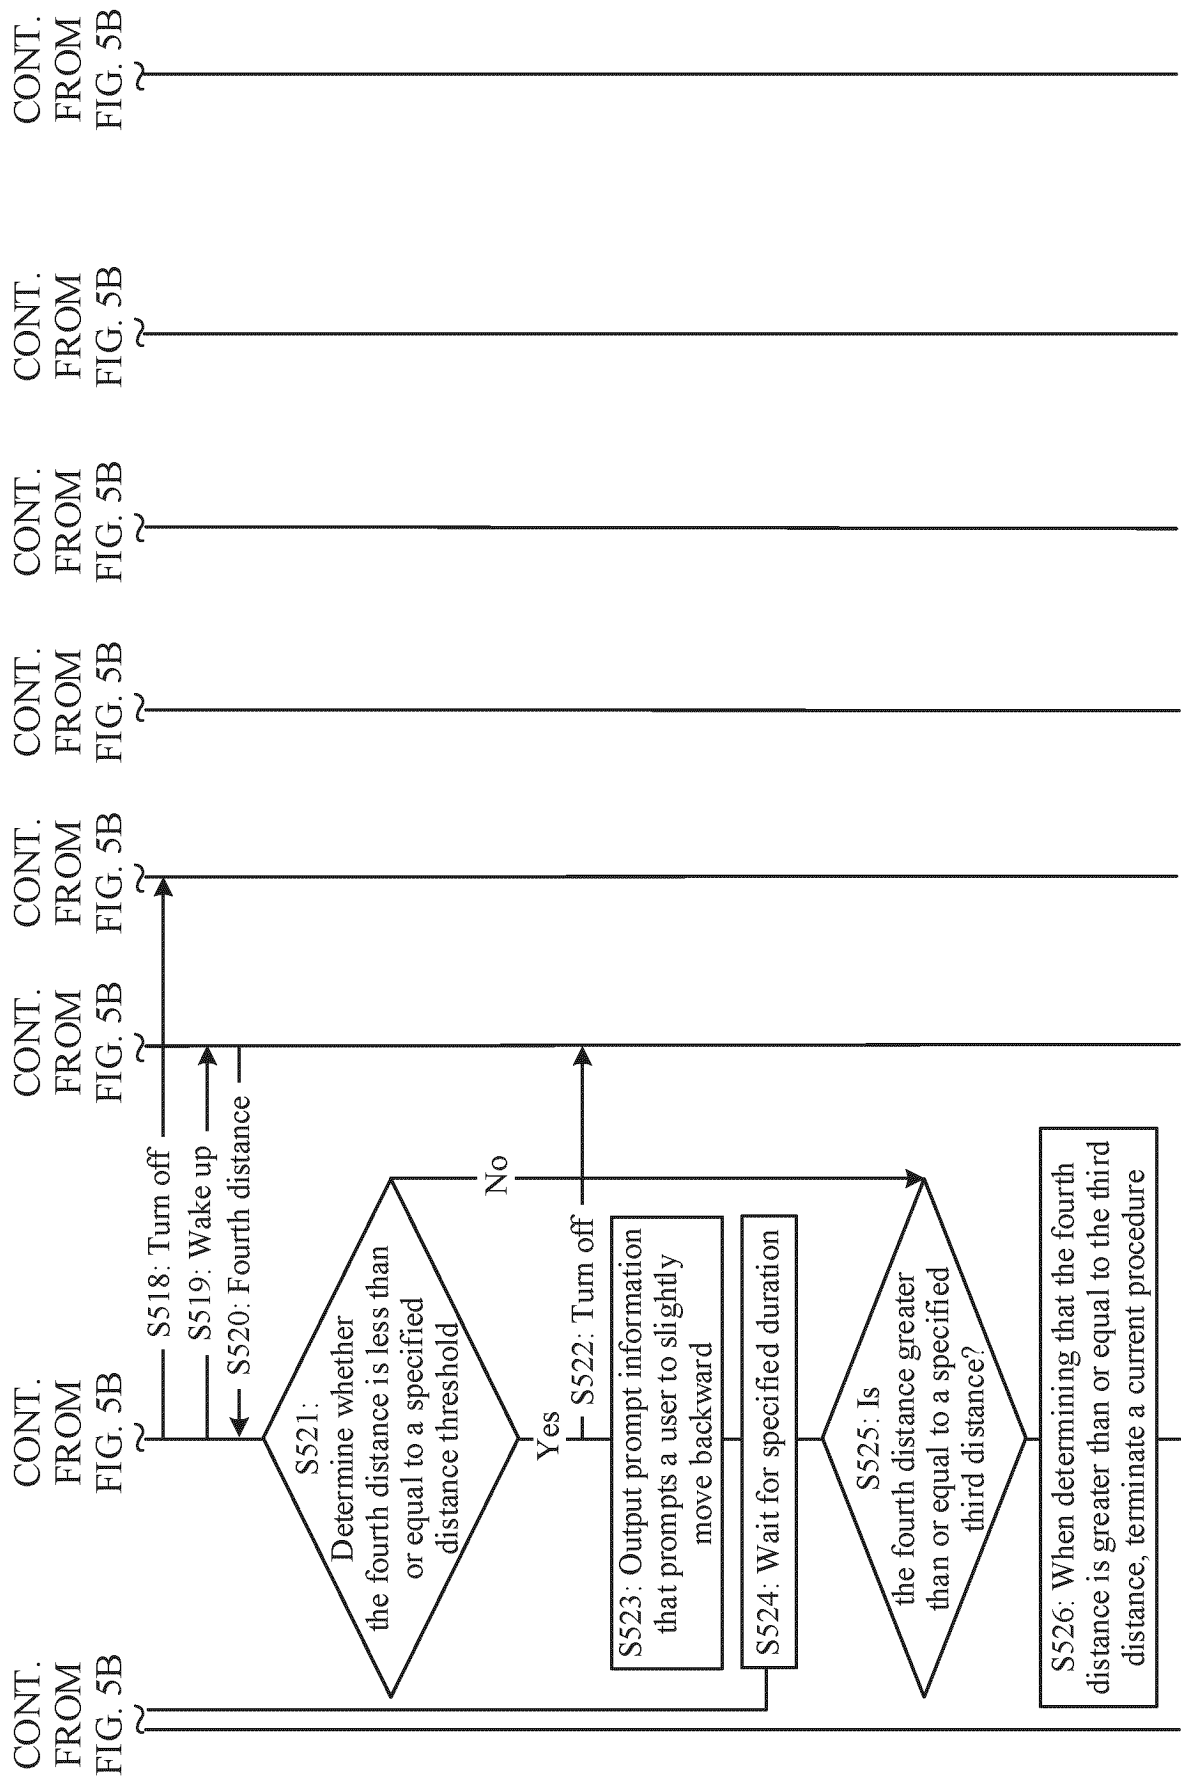 CONT.
FROM
FIG. 5B
CONT.
FROM
FIG. 5B
CONT.
FROM
FIG. 5B
CONT.
FROM
FIG. 5B
CONT.
FROM
FIG. 5B
CONT.
FROM
FIG. 5B
CONT.
FROM
FIG. 5B
CONT.
FROM
FIG. 5B
S518: Turn off
S519: Wake up
S520: Fourth distance
S521:
Determine whether
the fourth distance is less than
or equal to a specified
distance threshold
No
Yes
S522: Turn off
S523: Output prompt information
that prompts a user to slightly
move backward
S524: Wait for specified duration
S525: Is
the fourth distance greater
than or equal to a specified
third distance?
S526: When determining that the fourth
distance is greater than or equal to the third
distance, terminate a current procedure